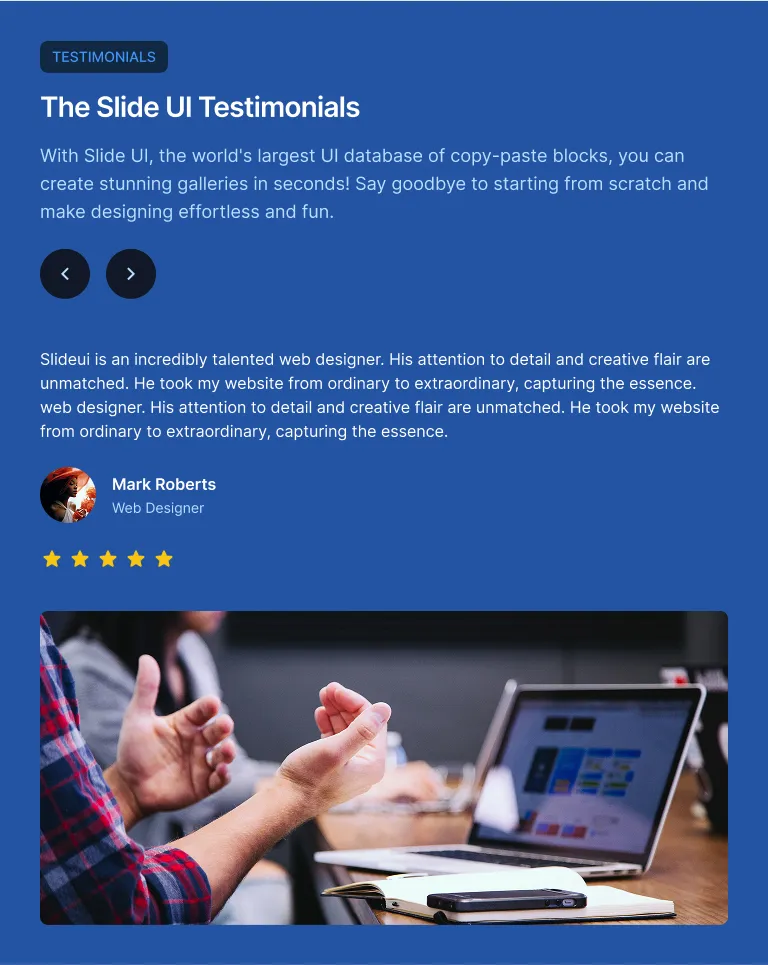 TESTIMONIALS
The Slide UI Testimonials
With Slide UI, the world's largest UI database of copy-paste blocks, you can
create stunning galleries in seconds! Say goodbye to starting from scratch and
make designing effortless and fun.
Slideui is an incredibly talented web designer. His attention to detail and creative flair are
unmatched. He took my website from ordinary to extraordinary, capturing the essence.
web designer. His attention to detail and creative flair are unmatched. He took my website
from ordinary to extraordinary, capturing the essence.
Mark Roberts
Web Designer